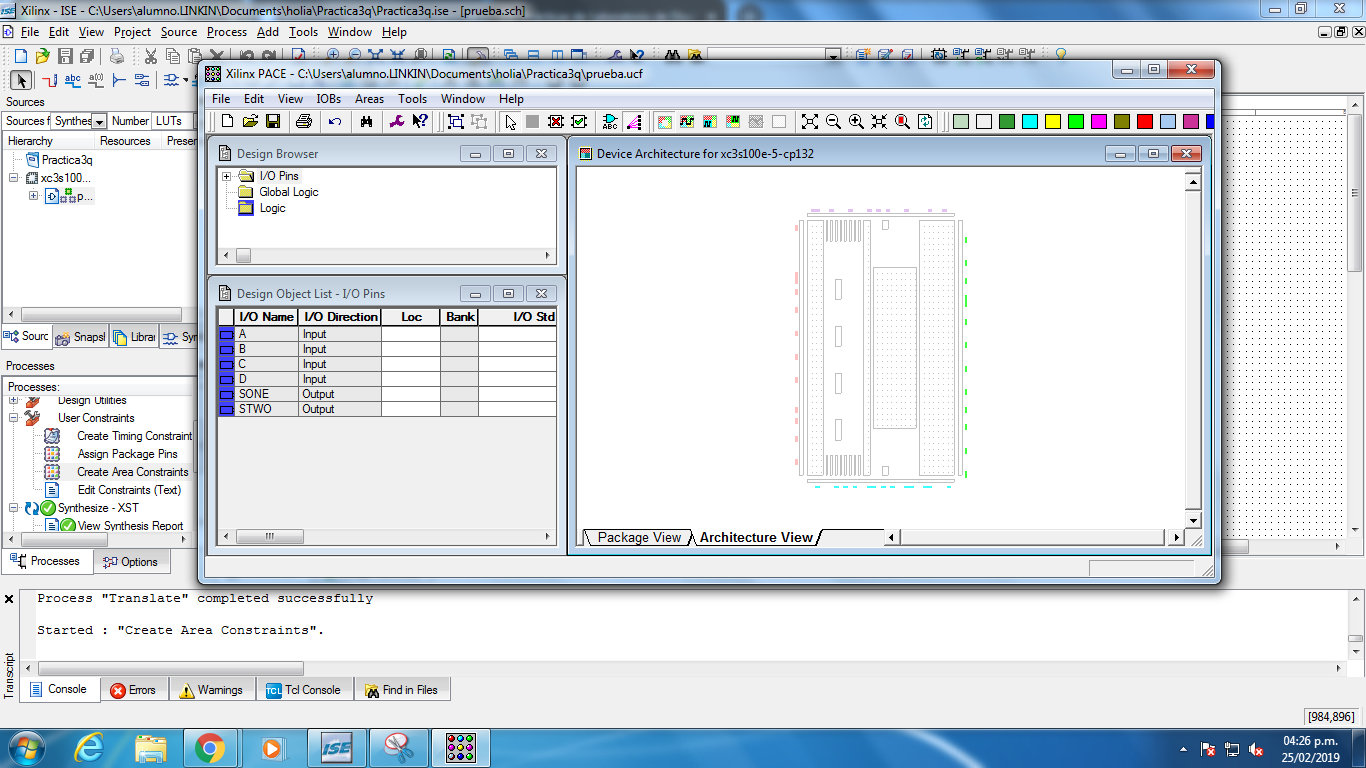 Xilinx - ISE - C:\Users\alumno.LINKIN\Documents\holia\Practica3q\Practica3q.ise - [prueba.sch]
File Edit View Project Source Process Add Tools Window Help
Sources
Sources f Synthes Number LUTs
Hierarchy Resources Preser
Practica3q
xc3s100...
p...
Sourc Snapsl Librai Syn
Processes
Processes:
Design Utilities
User Constraints
Create Timing Constraint
Assign Package Pins
Create Area Constraints
Edit Constraints (Text)
Synthesize - XST
View Synthesis Report
Processes Options
Xilinx PACE - C:\Users\alumno.LINKIN\Documents\holia\Practica3q\prueba.ucf
File Edit View IOBs Areas Tools Window Help
ABC
Design Browser
I/O Pins
Global Logic
Logic
Design Object List - I/O Pins
I/O Name I/O Direction Loc Bank I/O Std
A Input
B Input
C Input
D Input
SONE Output
STWO Output
Device Architecture for xc3s100e-5-cp132
Package View Architecture View
Process "Translate" completed successfully
Started : "Create Area Constraints".
Transcript
Console Errors Warnings TCL Tcl Console Find in Files
[984,896]
ISE
04:26 p.m.
25/02/2019